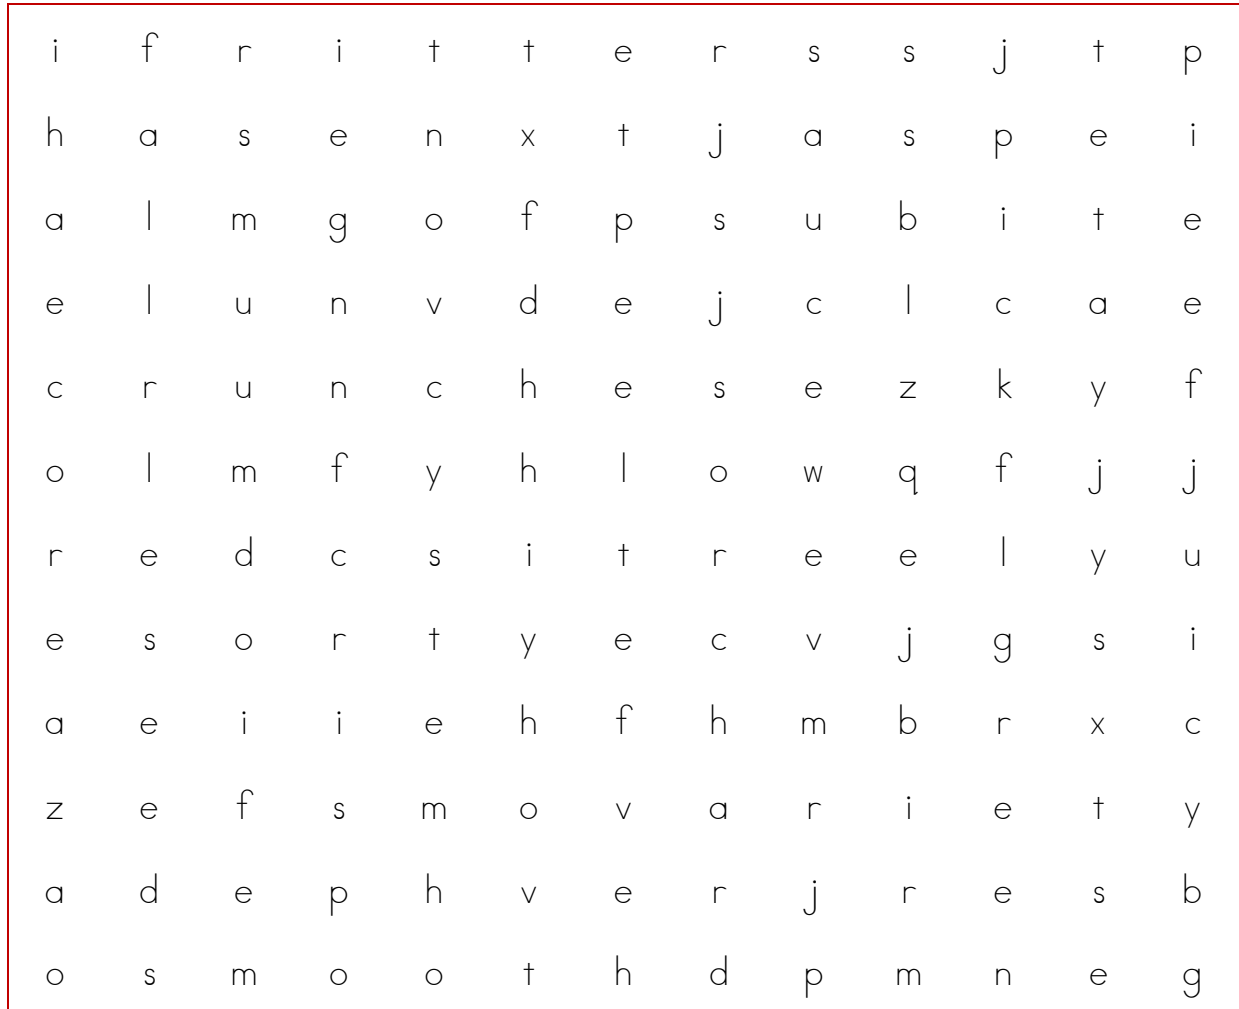 i f r i t t e r s s j t p
h a s e n x t j a s p e i
a l m g o f p s u b i t e
e l u n v d e j c l c a e
c r u n c h e s e z k y f
o l m f y h l o w q f j j
r e d c s i t r e e l y u
e s o r t y e c v j g s i
a e i i e h f h m b r x c
z e f s m o v a r i e t y
a d e p h v e r j r e s b
o s m o o t h d p m n e g